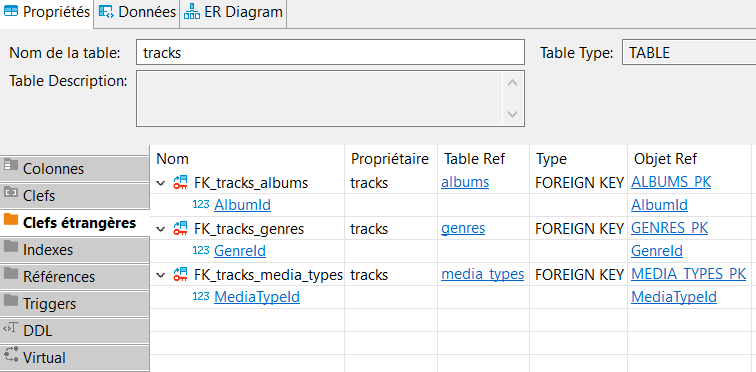 Propriétés Données ER Diagram
Nom de la table: tracks Table Type: TABLE
Table Description:
Nom Propriétaire Table Ref Type Objet Ref
Colonnes
FK_tracks_albums tracks albums FOREIGN KEY ALBUMS_PK
Clefs
123 AlbumId AlbumId
Clefs étrangères
FK_tracks_genres tracks genres FOREIGN KEY GENRES_PK
Indexes
123 GenreId GenreId
Références
FK_tracks_media_types tracks media_types FOREIGN KEY MEDIA_TYPES_PK
Triggers
123 MediaTypeId MediaTypeId
DDL
Virtual